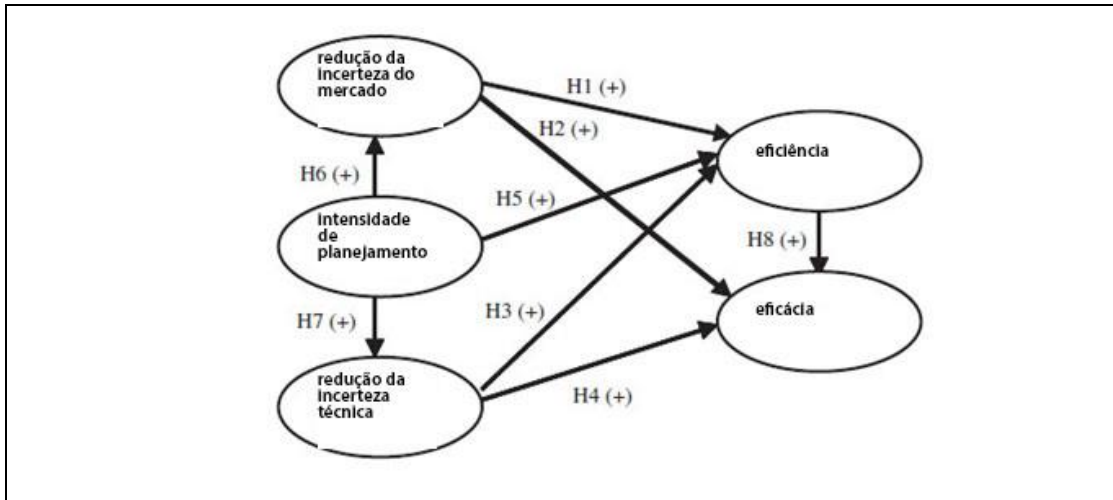 redução da
incerteza do
mercado
H1 (+)
H2 (+)
eficiência
H6 (+)
H5 (+)
intensidade
de
planejamento
H8 (+)
H7 (+)
H3 (+)
eficácia
redução da
incerteza
técnica
H4 (+)